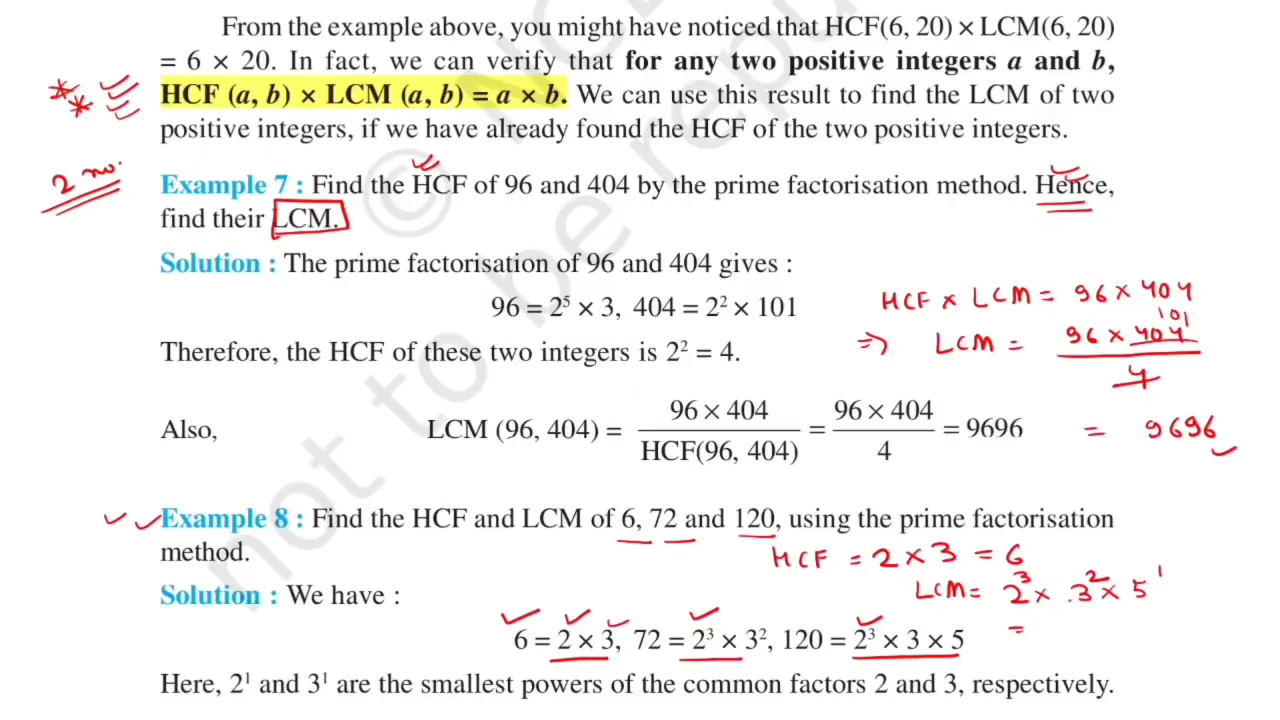 From the example above, you might have noticed that HCF(6, 20) × LCM(6, 20)
= 6 × 20. In fact, we can verify that for any two positive integers a and b,
HCF (a, b) × LCM (a, b) = a × b. We can use this result to find the LCM of two
positive integers, if we have already found the HCF of the two positive integers.
2 no.
Example 7 : Find the HCF of 96 and 404 by the prime factorisation method. Hence,
find their LCM.
Solution : The prime factorisation of 96 and 404 gives :
96 = 2⁵ × 3, 404 = 2² × 101
HCF × LCM = 96 × 404
Therefore, the HCF of these two integers is 2² = 4.
⇒ LCM = 96 × 404 / 4
101
Also, LCM (96, 404) = 96 × 404 / HCF(96, 404) = 96 × 404 / 4 = 9696
= 9696
Example 8 : Find the HCF and LCM of 6, 72 and 120, using the prime factorisation
method.
HCF = 2 × 3 = 6
Solution : We have :
LCM = 2³ × 3² × 5¹
=
6 = 2 × 3, 72 = 2³ × 3², 120 = 2³ × 3 × 5
Here, 2¹ and 3¹ are the smallest powers of the common factors 2 and 3, respectively.
© NC
not to be repu